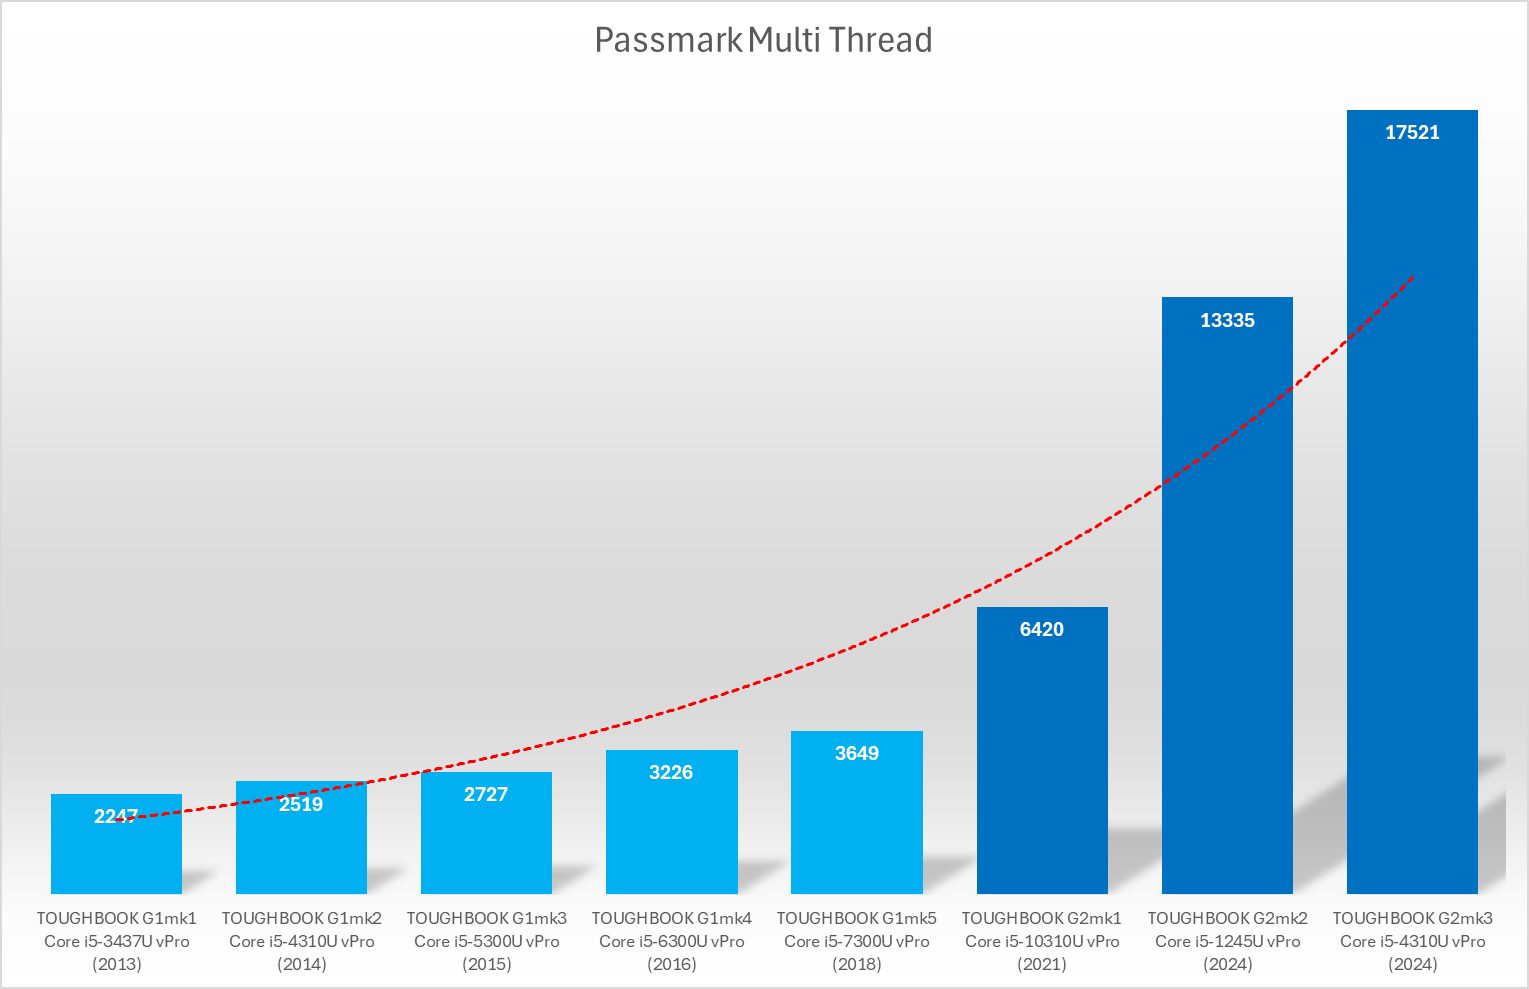 Passmark Multi Thread
17521
13335
6420
3649
3226
2727
2519
2247
TOUGHBOOK G1mk1
Core i5-3437U vPro
(2013)
TOUGHBOOK G1mk2
Core i5-4310U vPro
(2014)
TOUGHBOOK G1mk3
Core i5-5300U vPro
(2015)
TOUGHBOOK G1mk4
Core i5-6300U vPro
(2016)
TOUGHBOOK G1mk5
Core i5-7300U vPro
(2018)
TOUGHBOOK G2mk1
Core i5-10310U vPro
(2021)
TOUGHBOOK G2mk2
Core i5-1245U vPro
(2024)
TOUGHBOOK G2mk3
Core i5-4310U vPro
(2024)